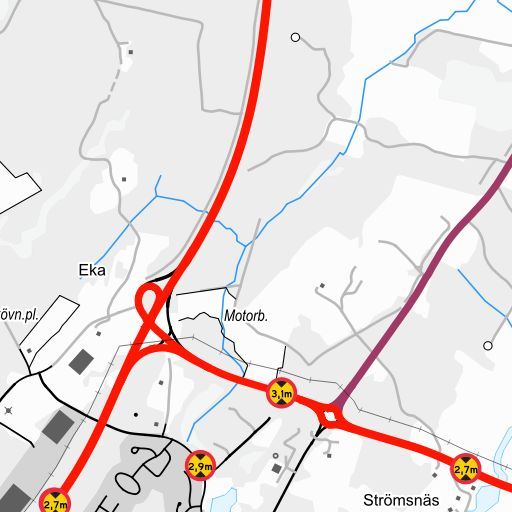 Eka
övn.pl.
Motorb.
3,1m
2,9m
2,7m
2,7m
Strömsnäs